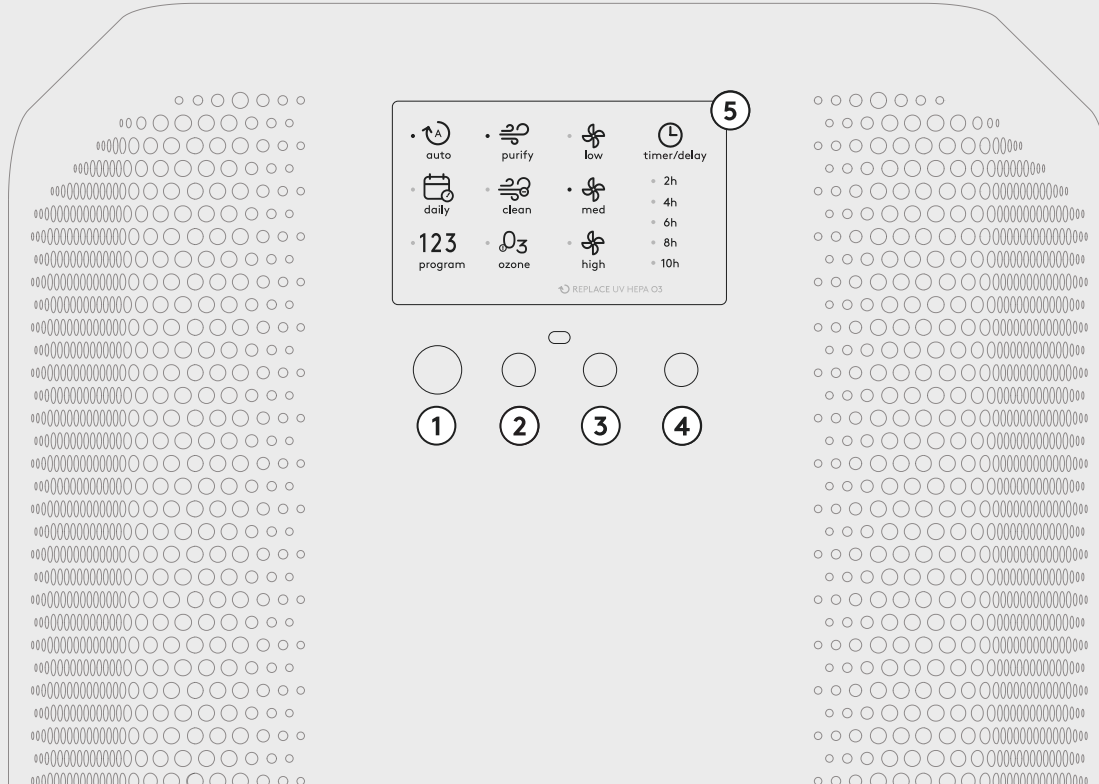 5
auto purify low timer/delay
2h
daily clean med
4h
6h
123 O3 8h
program ozone high 10h
REPLACE UV HEPA O3
1 2 3 4